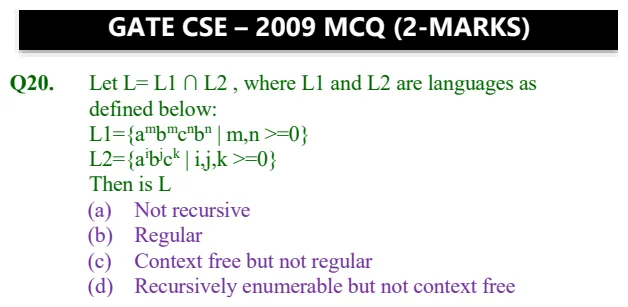 GATE CSE – 2009 MCQ (2-MARKS)
Q20. Let L= L1 ∩ L2 , where L1 and L2 are languages as
defined below:
L1={aᵐbᵐcⁿbⁿ | m,n >=0}
L2={aⁱbʲcᵏ | i,j,k >=0}
Then is L
(a) Not recursive
(b) Regular
(c) Context free but not regular
(d) Recursively enumerable but not context free